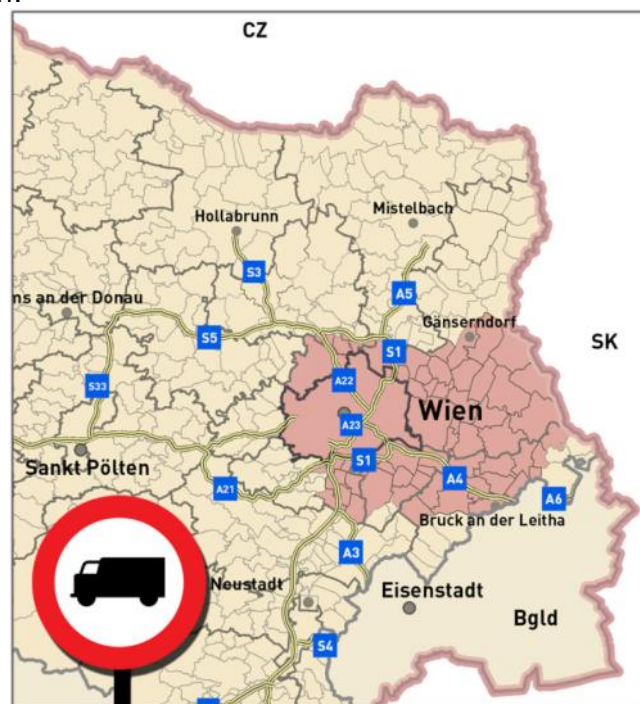 CZ
Hollabrunn
Mistelbach
S3
A5
ms an der Donau
Gänserndorf
S5
S1
SK
S33
A22
Wien
A23
S1
Sankt Pölten
A4
A21
A6
Bruck an der Leitha
A3
Neustadt
Eisenstadt
Bgld
S4